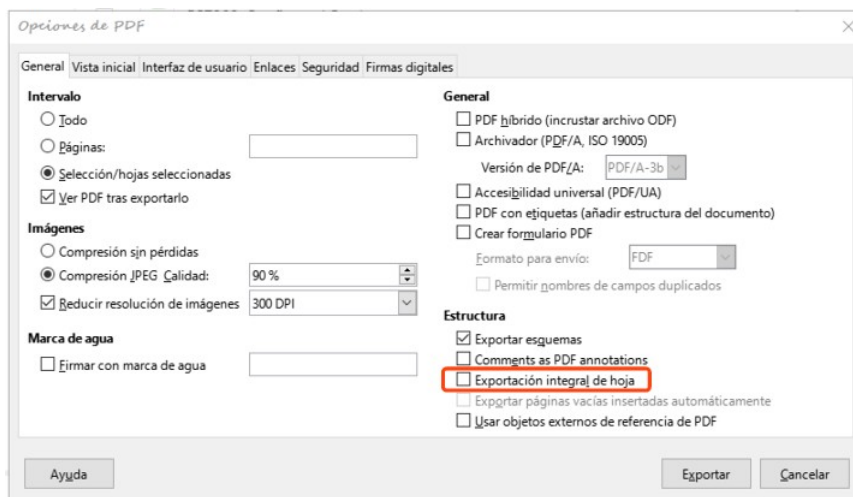 Opciones de PDF
General Vista inicial Interfaz de usuario Enlaces Seguridad Firmas digitales
Intervalo
Todo
Páginas:
Selección/hojas seleccionadas
Ver PDF tras exportarlo
Imágenes
Compresión sin pérdidas
Compresión JPEG Calidad: 90 %
Reducir resolución de imágenes 300 DPI
Marca de agua
Firmar con marca de agua
General
PDF híbrido (incrustar archivo ODF)
Archivador (PDF/A, ISO 19005)
Versión de PDF/A: PDF/A-3b
Accesibilidad universal (PDF/UA)
PDF con etiquetas (añadir estructura del documento)
Crear formulario PDF
Formato para envío: FDF
Permitir nombres de campos duplicados
Estructura
Exportar esquemas
Comments as PDF annotations
Exportación integral de hoja
Exportar páginas vacías insertadas automáticamente
Usar objetos externos de referencia de PDF
Ayuda Exportar Cancelar